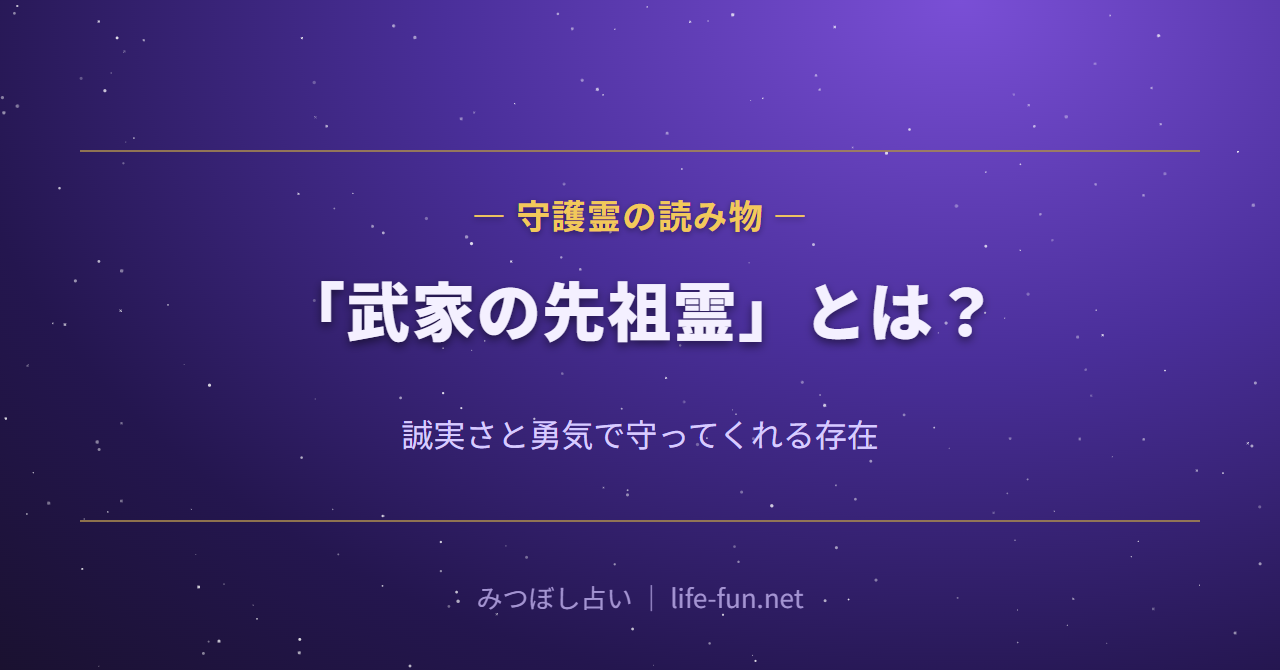 — 守護霊の読み物 —
「武家の先祖霊」とは？
誠実さと勇気で守ってくれる存在
みつぼし占い｜life-fun.net